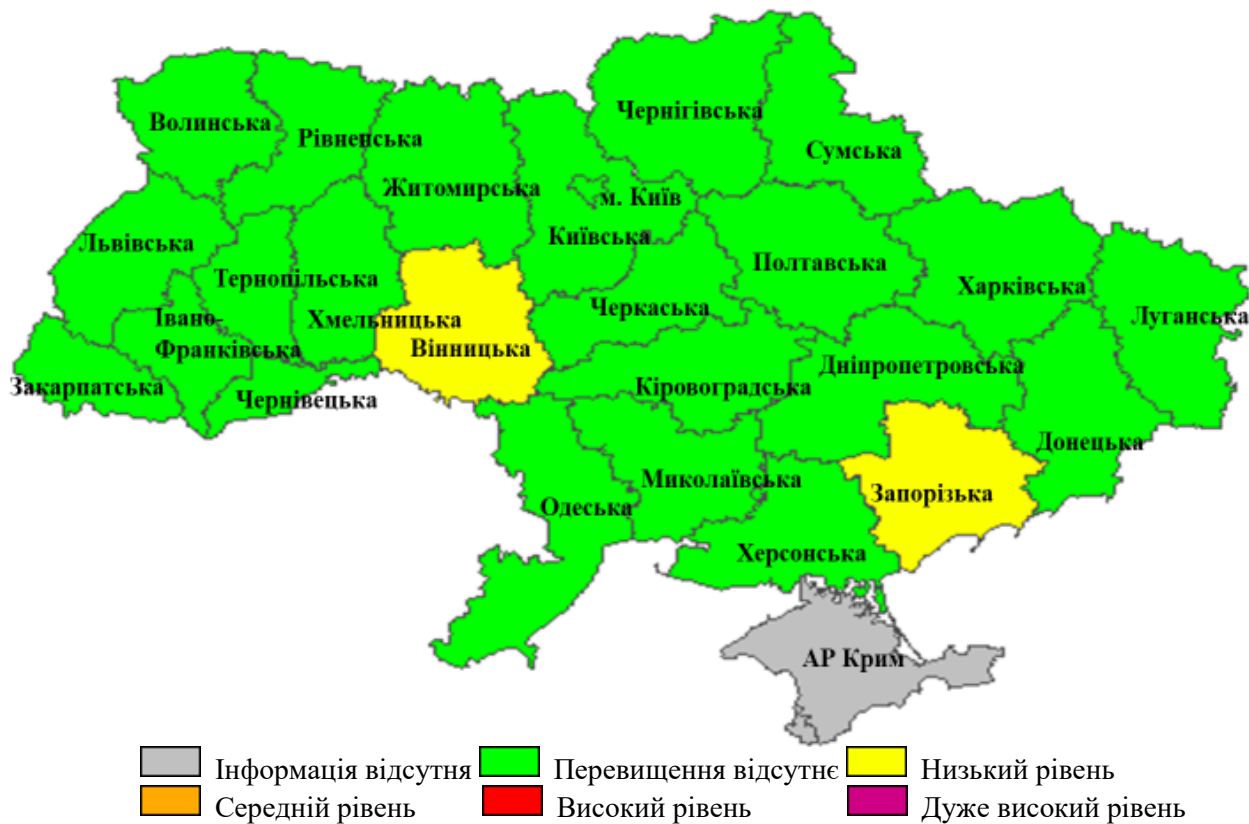 Чернігівська
Волинська
Рівненська
Сумська
Житомирська
м. Київ
Київська
Львівська
Полтавська
Тернопільська
Харківська
Черкаська
Івано-
Франківська
Хмельницька
Луганська
Вінницька
Дніпропетровська
Закарпатська
Кіровоградська
Чернівецька
Донецька
Миколаївська
Запорізька
Одеська
Херсонська
АР Крим
Інформація відсутня
Перевищення відсутнє
Низький рівень
Середній рівень
Високий рівень
Дуже високий рівень